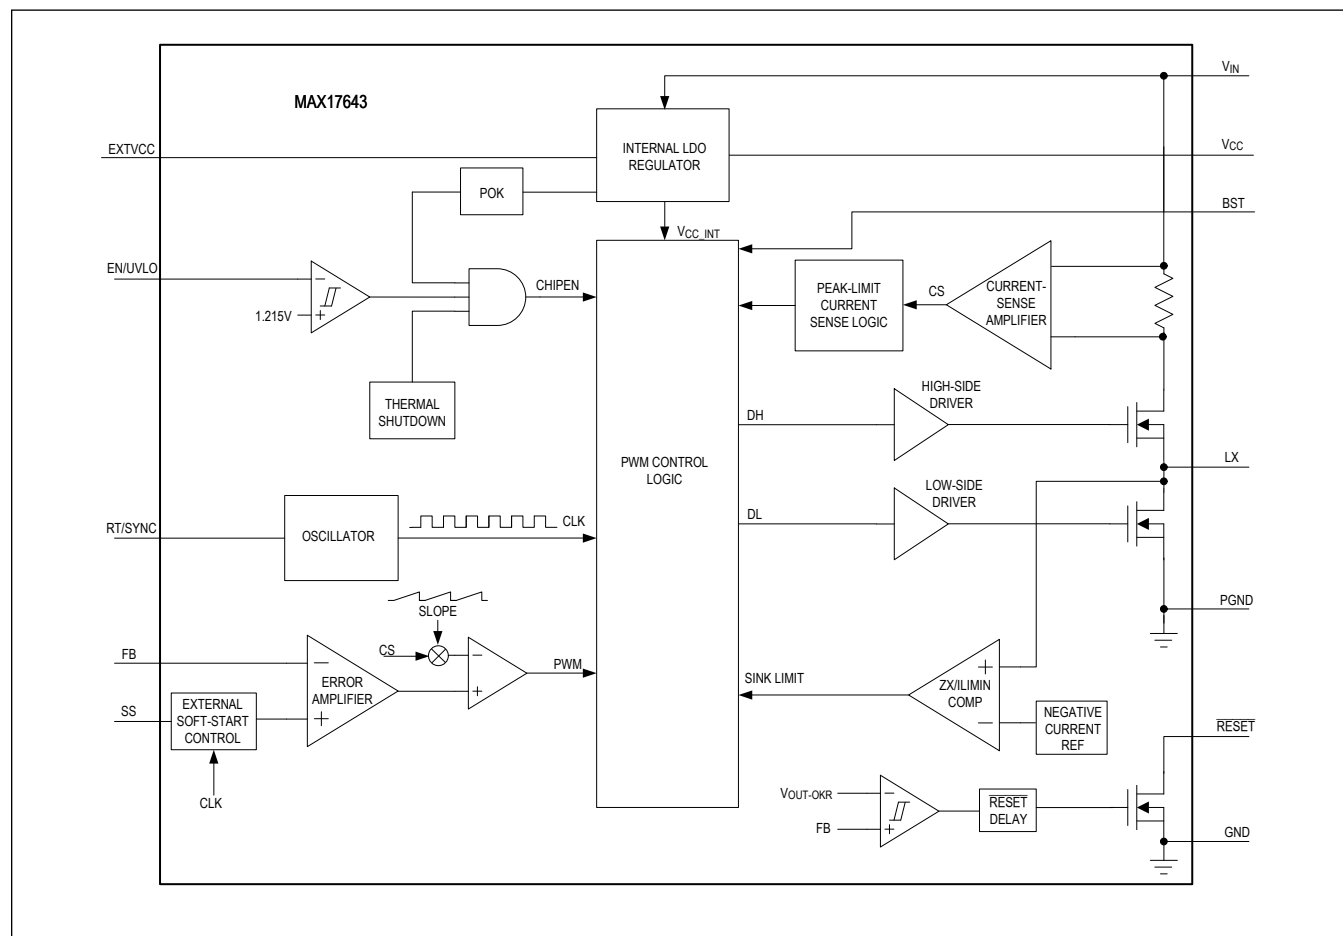 MAX17643
VIN
EXTVCC
INTERNAL LDO
REGULATOR
VCC
POK
BST
VCC_INT
EN/UVLO
−
1.215V
+
CHIPEN
PEAK-LIMIT
CURRENT
SENSE LOGIC
CS
CURRENT-
SENSE
AMPLIFIER
THERMAL
SHUTDOWN
DH
HIGH-SIDE
DRIVER
PWM CONTROL
LOGIC
LX
LOW-SIDE
DRIVER
DL
RT/SYNC
OSCILLATOR
CLK
SLOPE
PGND
CS
−
+
PWM
FB
−
ERROR
AMPLIFIER
+
SS
EXTERNAL
SOFT-START
CONTROL
CLK
SINK LIMIT
+
ZX/ILIMIN
COMP
−
NEGATIVE
CURRENT
REF
RESET
VOUT-OKR
−
FB
+
RESET
DELAY
GND